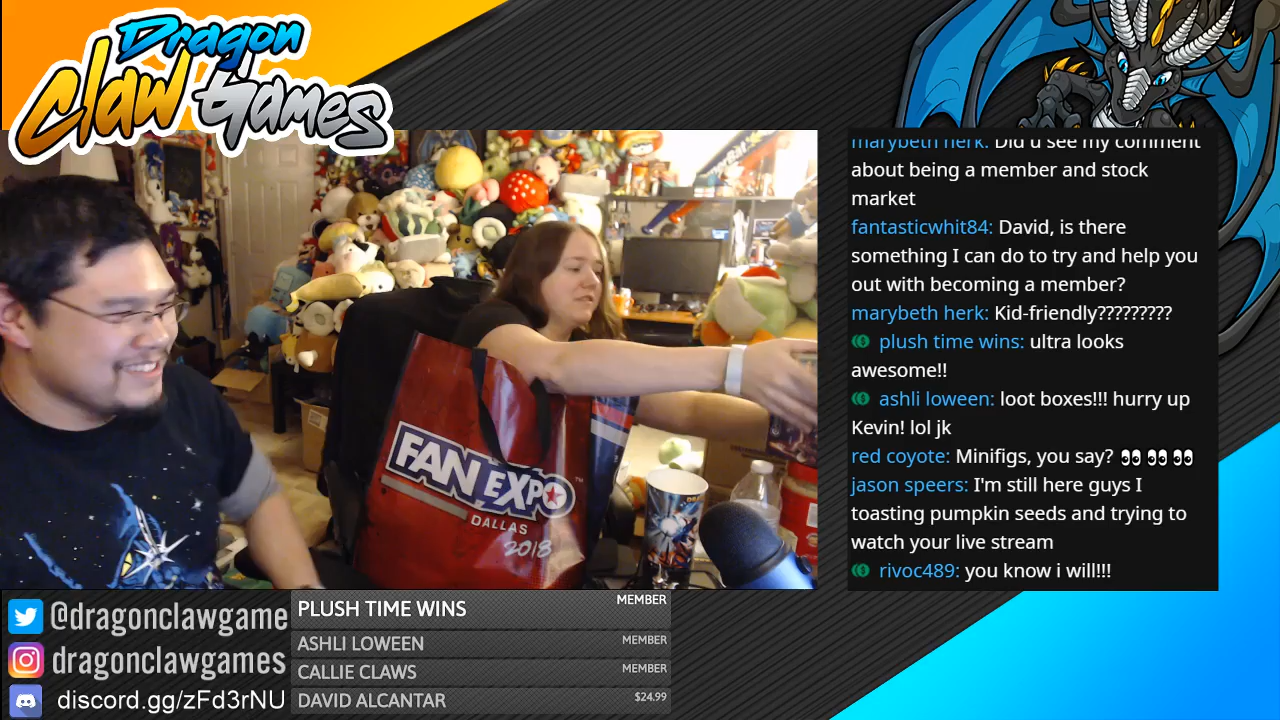 Dragon
Claw Games
marybeth herk: Did u see my comment
about being a member and stock
market
fantasticwhit84: David, is there
something I can do to try and help you
out with becoming a member?
marybeth herk: Kid-friendly?????????
plush time wins: ultra looks
awesome!!
ashli loween: loot boxes!!! hurry up
Kevin! lol jk
red coyote: Minifigs, you say? 👀 👀 👀
jason speers: I'm still here guys I
toasting pumpkin seeds and trying to
watch your live stream
rivoc489: you know i will!!!
FAN EXPO™
DALLAS
2018
@dragonclawgame
dragonclawgames
discord.gg/zFd3rNU
PLUSH TIME WINS MEMBER
ASHLI LOWEEN MEMBER
CALLIE CLAWS MEMBER
DAVID ALCANTAR $24.99